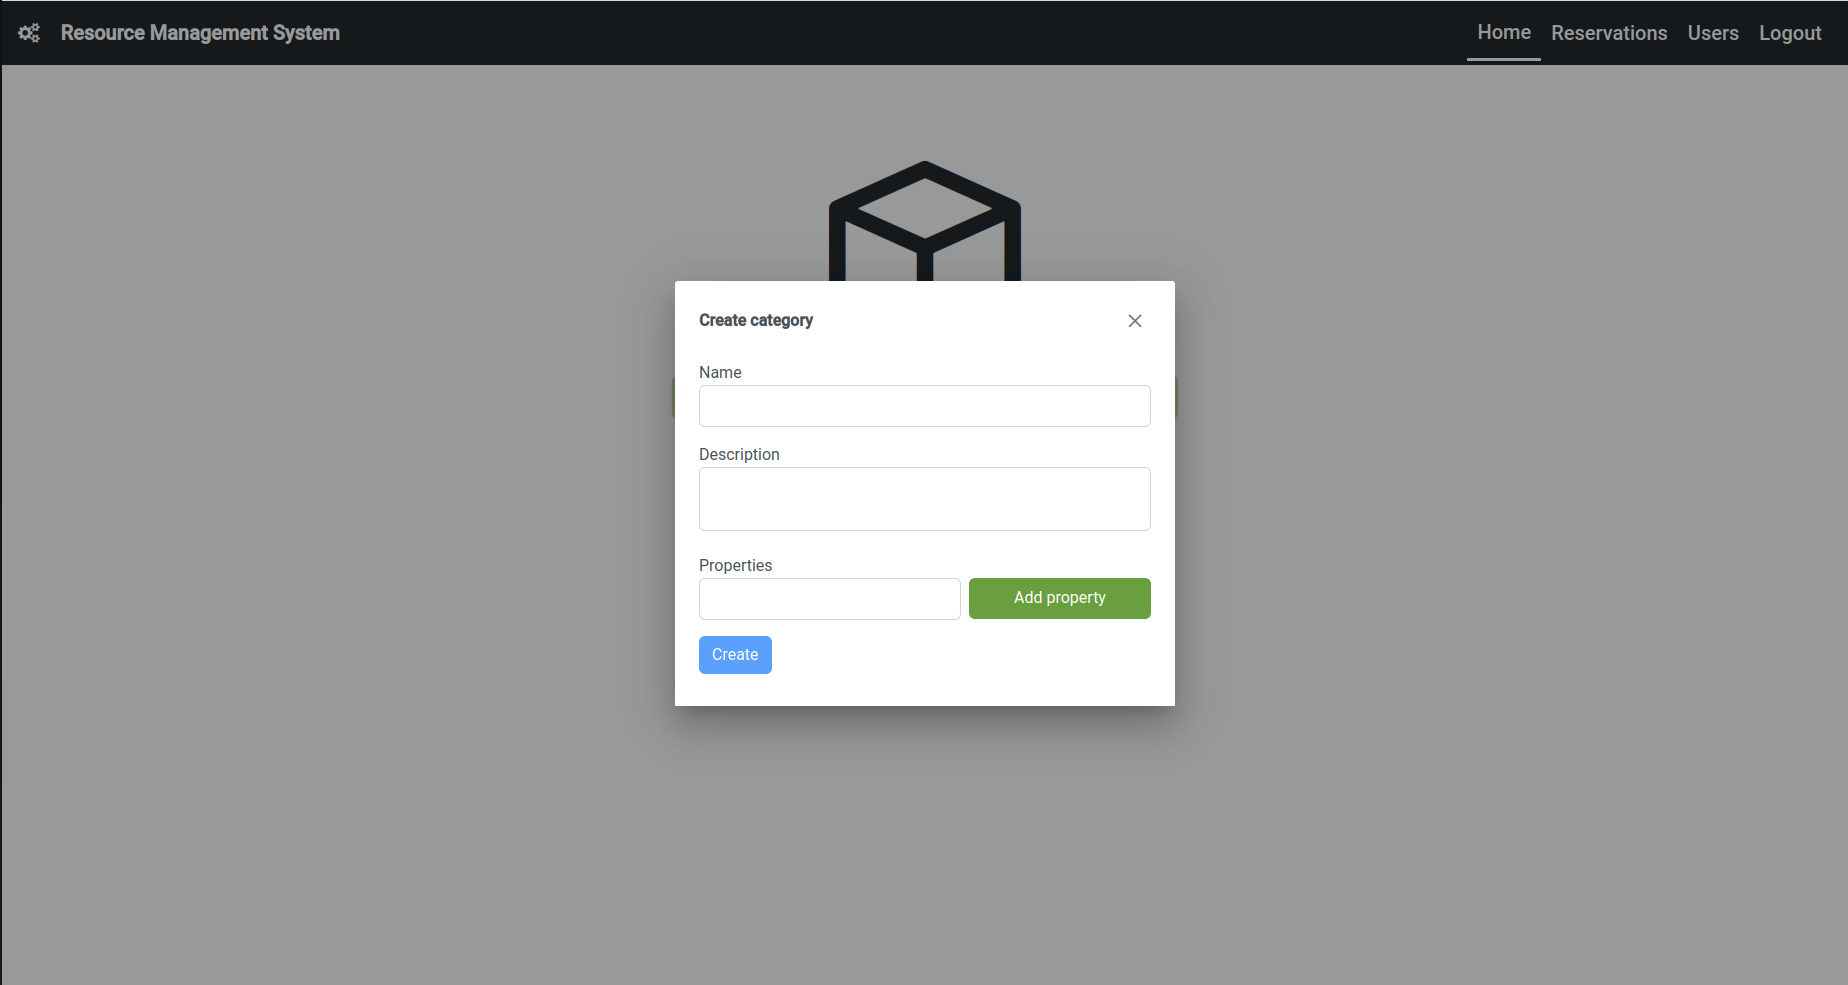 Resource Management System
Home Reservations Users Logout
Create category
Name
Description
Properties
Add property
Create